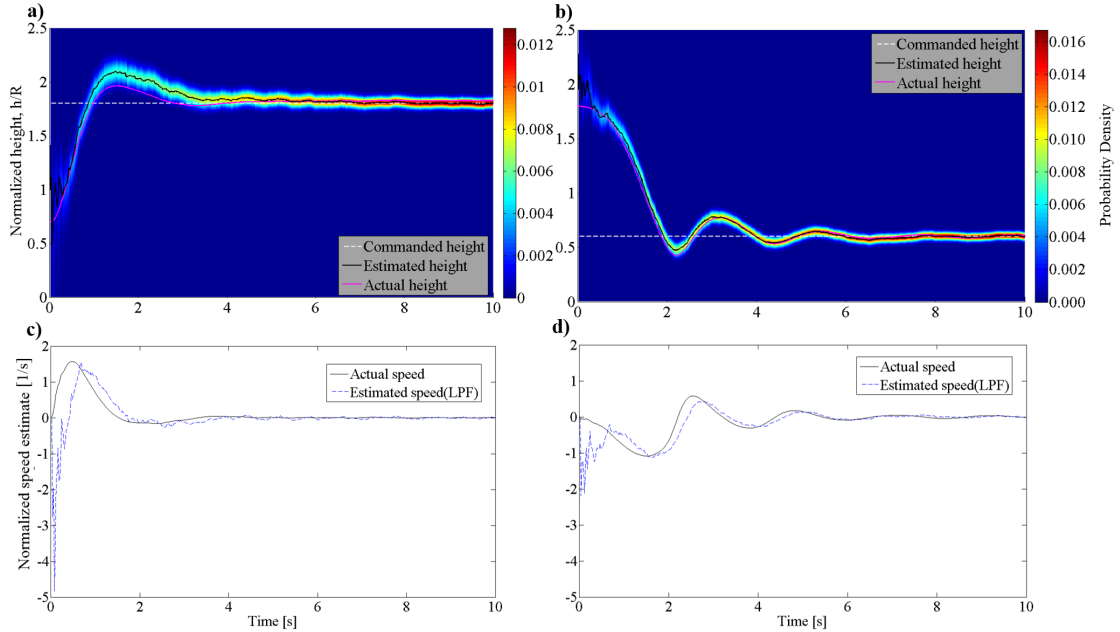 a)
b)
2.5
2
1.5
1
0.5
0
Normalized height, h/R
0 2 4 6 8 10
Commanded height
Estimated height
Actual height
0.012
0.01
0.008
0.006
0.004
0.002
0
2.5
2
1.5
1
0.5
0
0 2 4 6 8 10
Commanded height
Estimated height
Actual height
0.016
0.014
0.012
0.010
0.008
0.006
0.004
0.002
0.000
Probability Density
c)
d)
2
1
0
-1
-2
-3
-4
-5
Normalized speed estimate [1/s]
Actual speed
Estimated speed(LPF)
0 2 4 6 8 10
Time [s]
2
1
0
-1
-2
-3
-4
-5
Actual speed
Estimated speed(LPF)
0 2 4 6 8 10
Time [s]